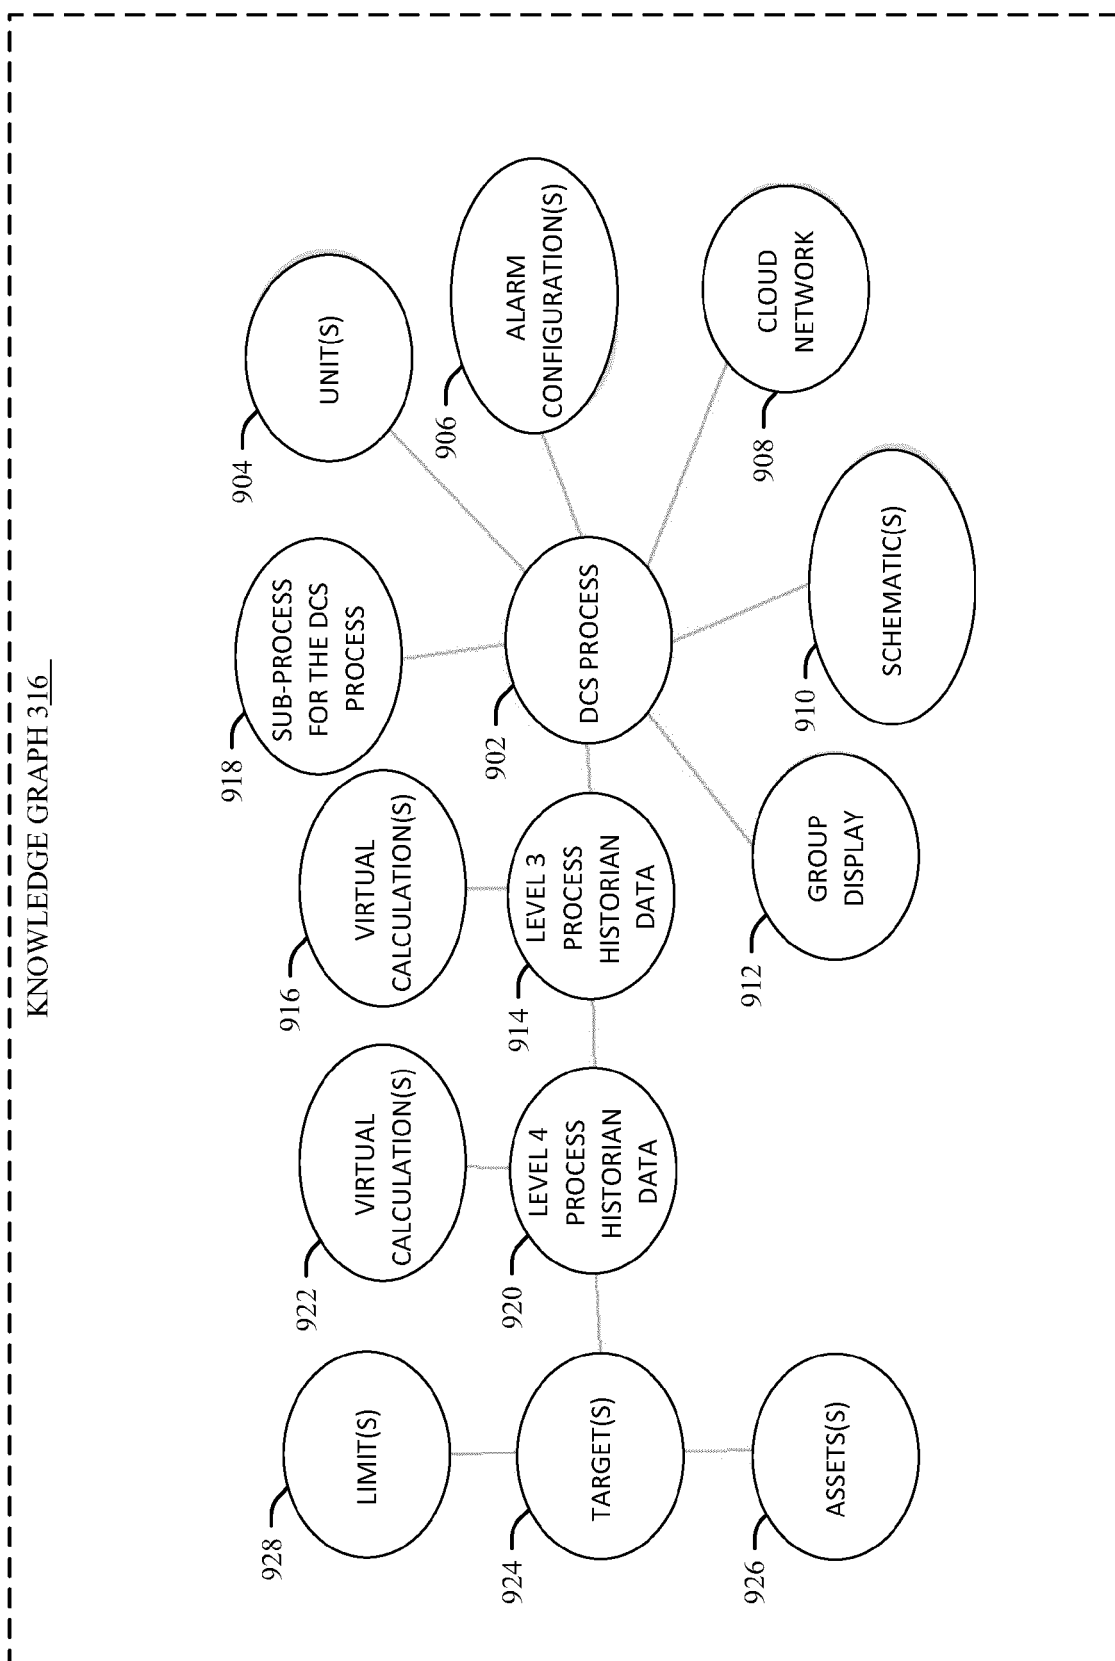 KNOWLEDGE GRAPH 316
928
LIMIT(S)
922
VIRTUAL
CALCULATION(S)
916
VIRTUAL
CALCULATION(S)
918
SUB-PROCESS
FOR THE DCS
PROCESS
904
UNIT(S)
924
TARGET(S)
920
LEVEL 4
PROCESS
HISTORIAN
DATA
914
LEVEL 3
PROCESS
HISTORIAN
DATA
902
DCS PROCESS
906
ALARM
CONFIGURATION(S)
926
ASSETS(S)
912
GROUP
DISPLAY
910
SCHEMATIC(S)
908
CLOUD
NETWORK